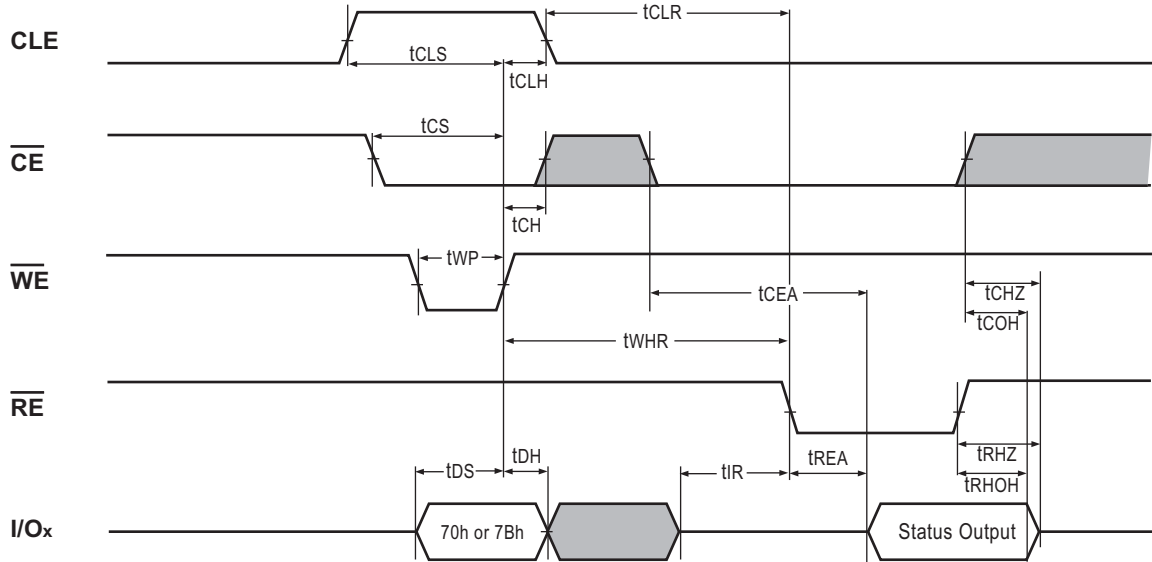 CLE
tCLR
tCLS
tCLH
CE
tCS
tCH
WE
tWP
tCEA
tCHZ
tCOH
tWHR
RE
tDS
tDH
tIR
tREA
tRHZ
tRHOH
I/Ox
70h or 7Bh
Status Output